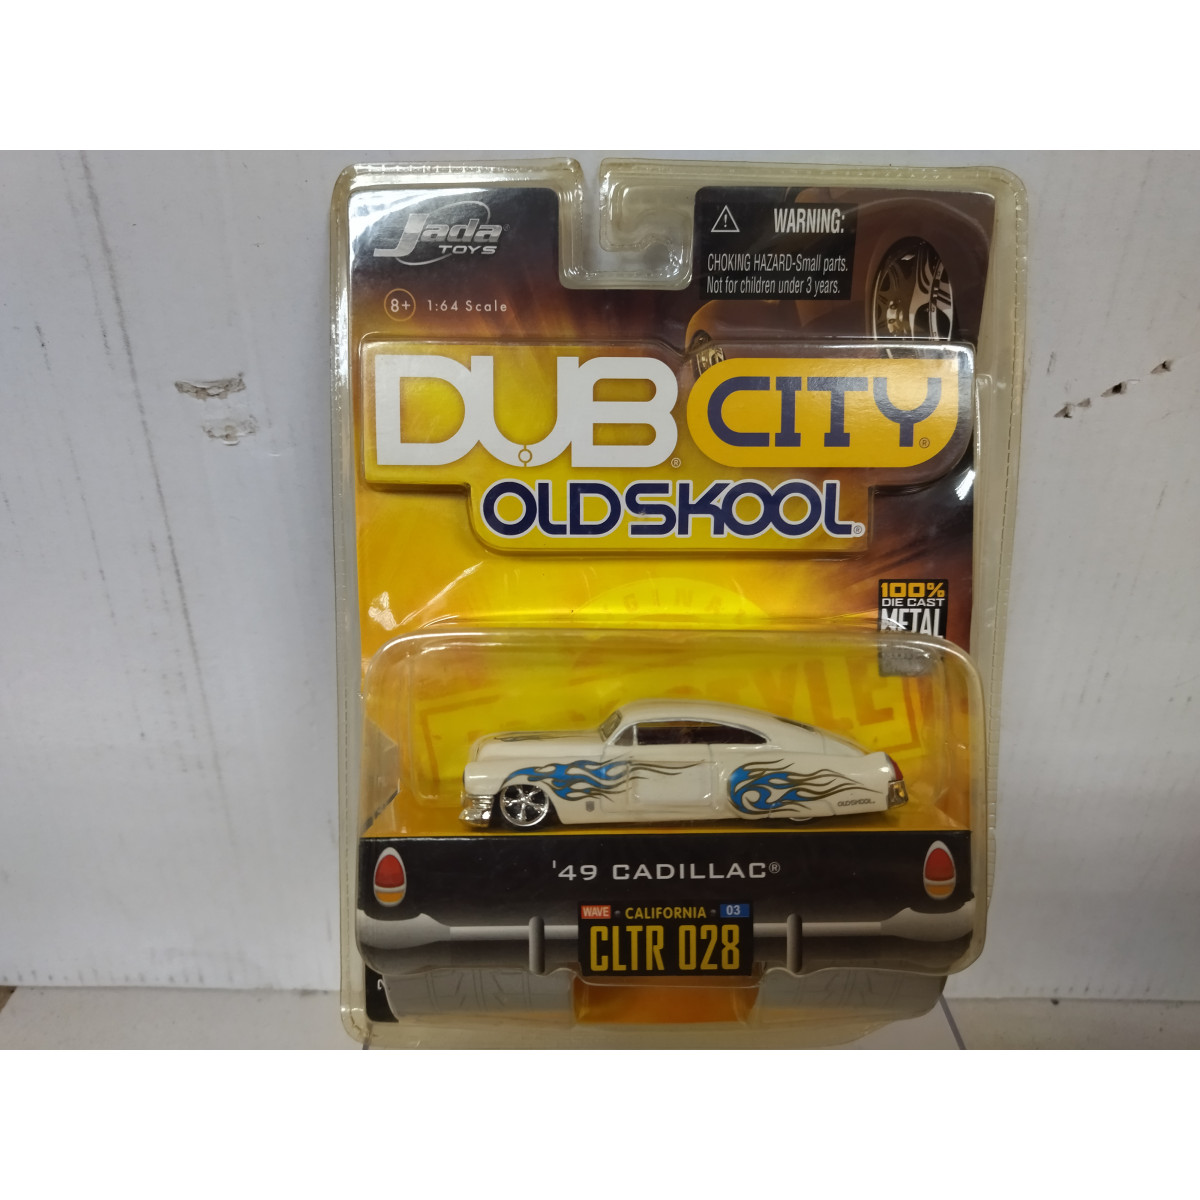 Jada
TOYS
8+ 1:64 Scale
WARNING:
CHOKING HAZARD-Small parts.
Not for children under 3 years.
DUB® CITY®
OLDSKOOL®
100%
DIE CAST
METAL
OLDSKOOL
'49 CADILLAC®
WAVE • CALIFORNIA • 03
CLTR 028